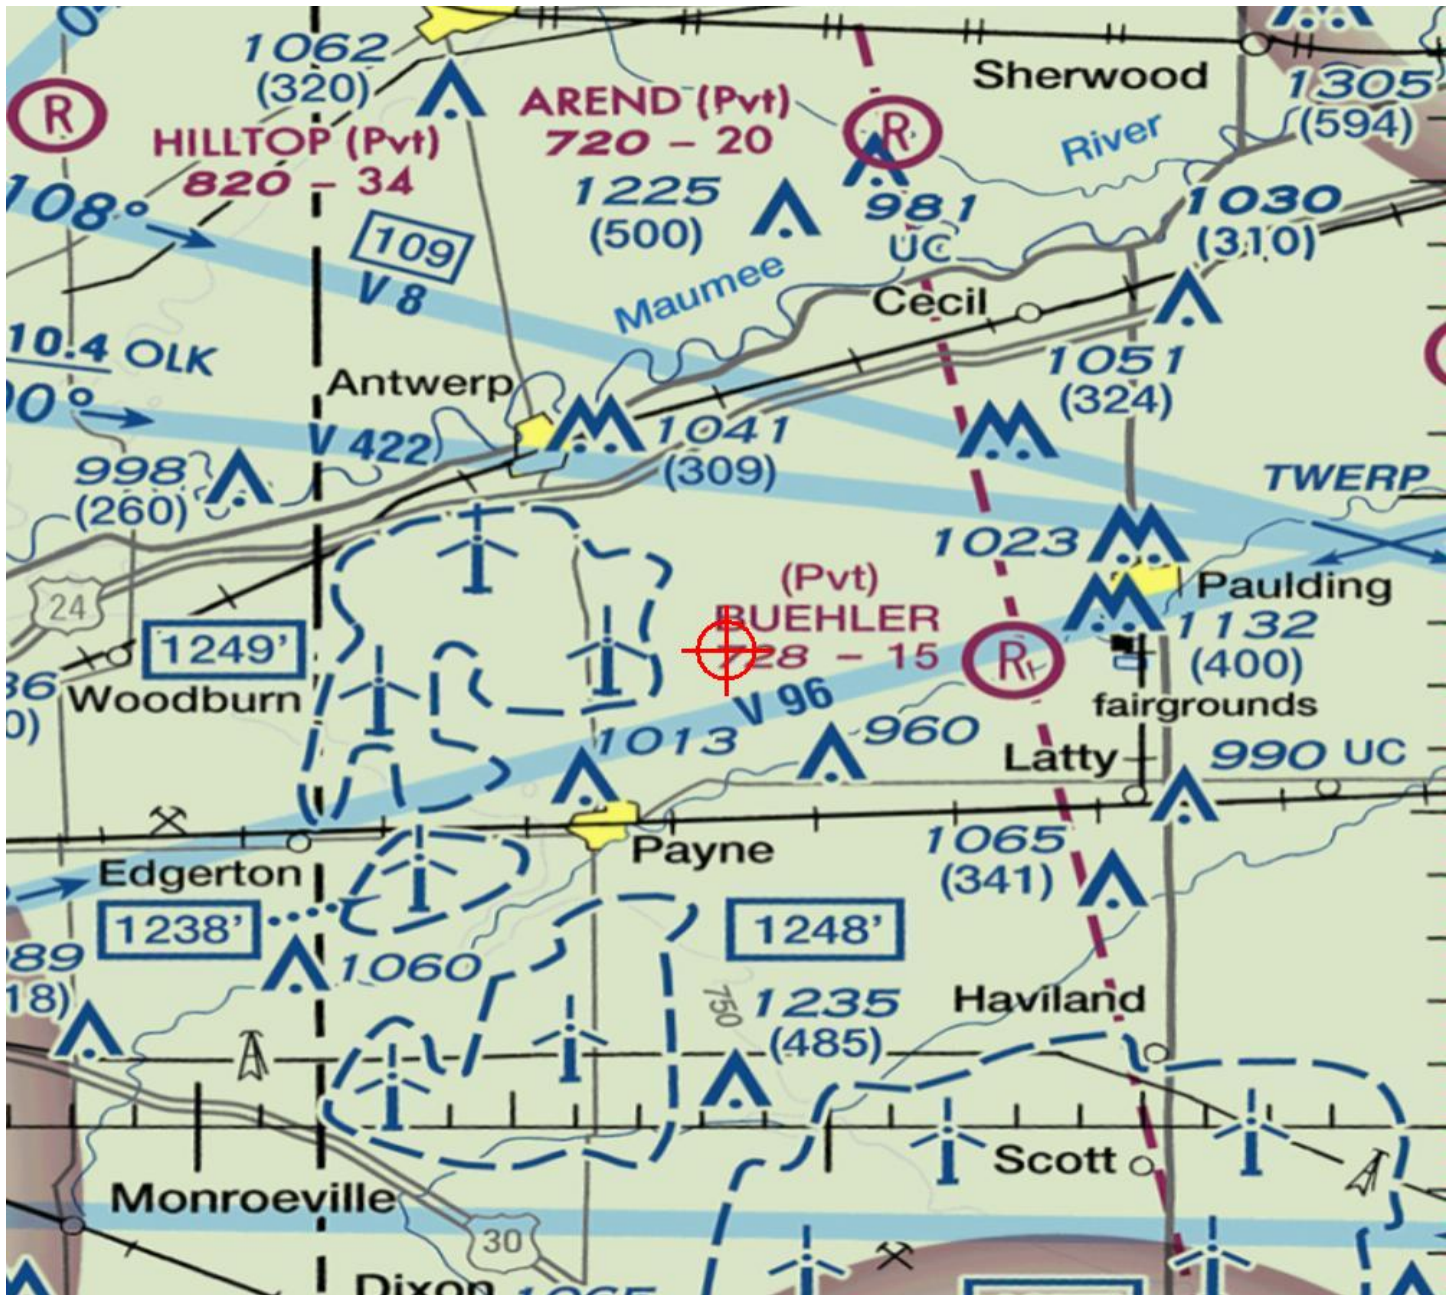 1062
(320)
Sherwood
1305
(594)
R
HILLTOP (Pvt)
820 - 34
AREND (Pvt)
720 - 20
R
River
108°
109
V 8
1225
(500)
981
UC
1030
(310)
Maumee
Cecil
10.4 OLK
Antwerp
1051
(324)
V 422
1041
(309)
998
(260)
TWERP
1023
24
(Pvt)
BUEHLER
728 - 15
R
Paulding
1132
(400)
1249'
Woodburn
V 96
fairgrounds
1013
960
Latty
990 UC
Payne
Edgerton
1065
(341)
1238'
1248'
1060
750
1235
(485)
Haviland
Scott
Monroeville
30
Dixon